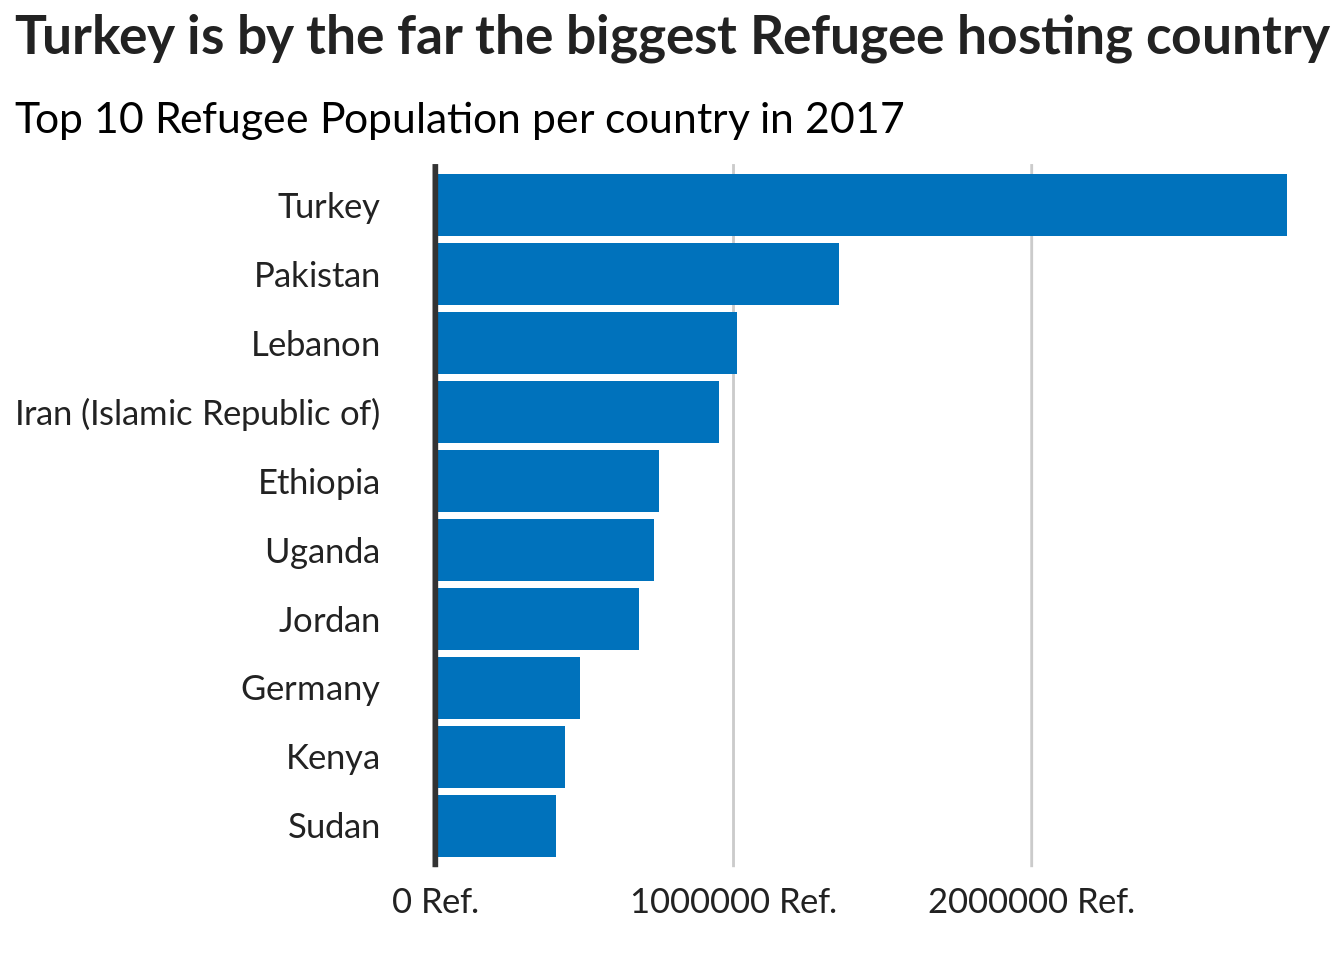 Turkey is by the far the biggest Refugee hosting country
Top 10 Refugee Population per country in 2017
Turkey
Pakistan
Lebanon
Iran (Islamic Republic of)
Ethiopia
Uganda
Jordan
Germany
Kenya
Sudan
0 Ref. 1000000 Ref. 2000000 Ref.